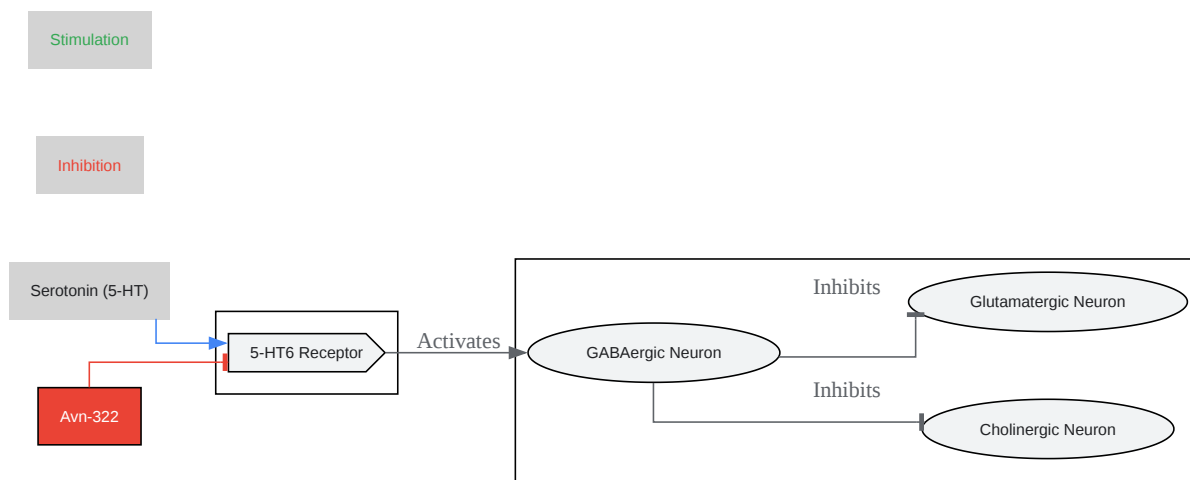 Stimulation
Inhibition
Serotonin (5-HT)
Avn-322
5-HT6 Receptor
Activates
GABAergic Neuron
Inhibits
Glutamatergic Neuron
Inhibits
Cholinergic Neuron